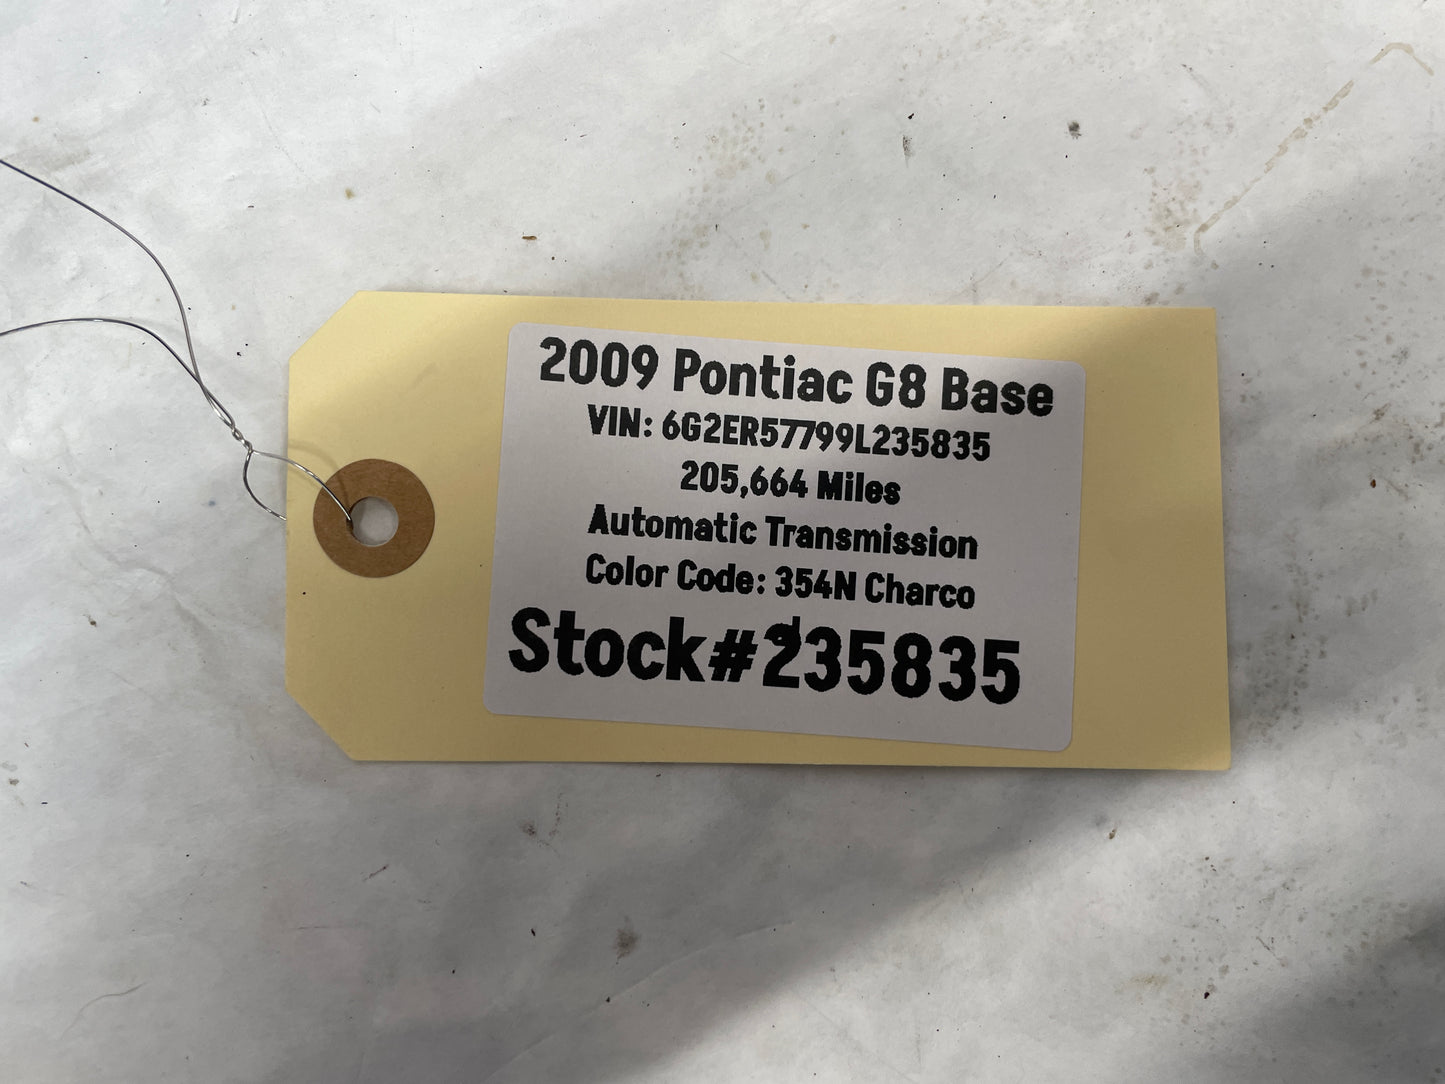 2009 Pontiac G8 Base
VIN: 6G2ER57799L235835
205,664 Miles
Automatic Transmission
Color Code: 354N Charco
Stock#235835